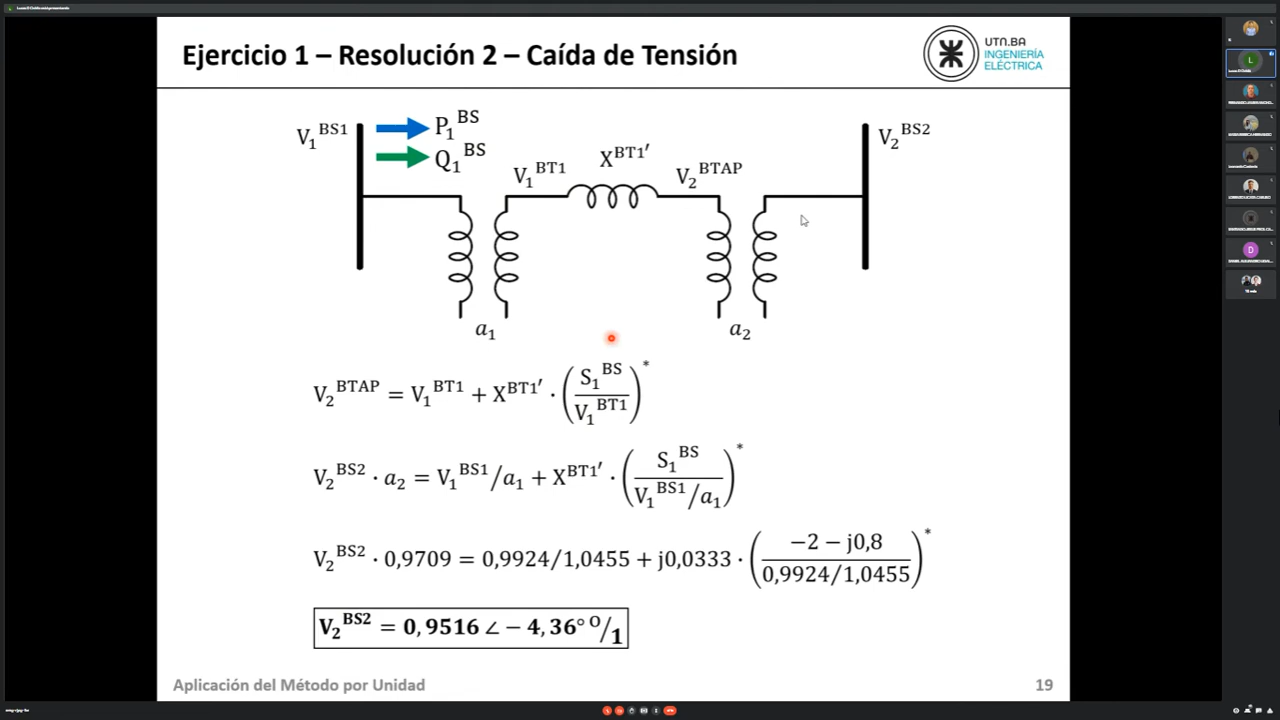 Ejercicio 1 – Resolución 2 – Caída de Tensión
UTN.BA
INGENIERÍA
ELÉCTRICA
V₁ᴮˢ¹
P₁ᴮˢ
Q₁ᴮˢ
V₁ᴮᵀ¹
Xᴮᵀ¹′
V₂ᴮᵀᴬᴾ
V₂ᴮˢ²
a₁
a₂
V₂ᴮᵀᴬᴾ = V₁ᴮᵀ¹ + Xᴮᵀ¹′ · (S₁ᴮˢ / V₁ᴮᵀ¹)*
V₂ᴮˢ² · a₂ = V₁ᴮˢ¹/a₁ + Xᴮᵀ¹′ · (S₁ᴮˢ / (V₁ᴮˢ¹/a₁))*
V₂ᴮˢ² · 0,9709 = 0,9924/1,0455 + j0,0333 · ((−2 − j0,8) / (0,9924/1,0455))*
V₂ᴮˢ² = 0,9516 ∠ − 4,36° ᴼ/₁
Aplicación del Método por Unidad
19
L
D